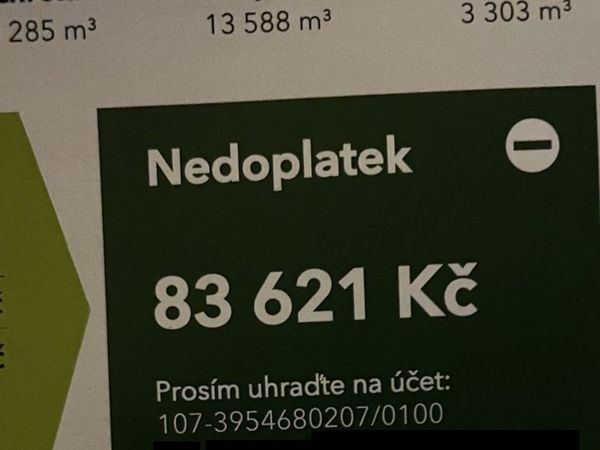 285 m³ 13 588 m³ 3 303 m³
Nedoplatek
83 621 Kč
Prosím uhraďte na účet:
107-3954680207/0100